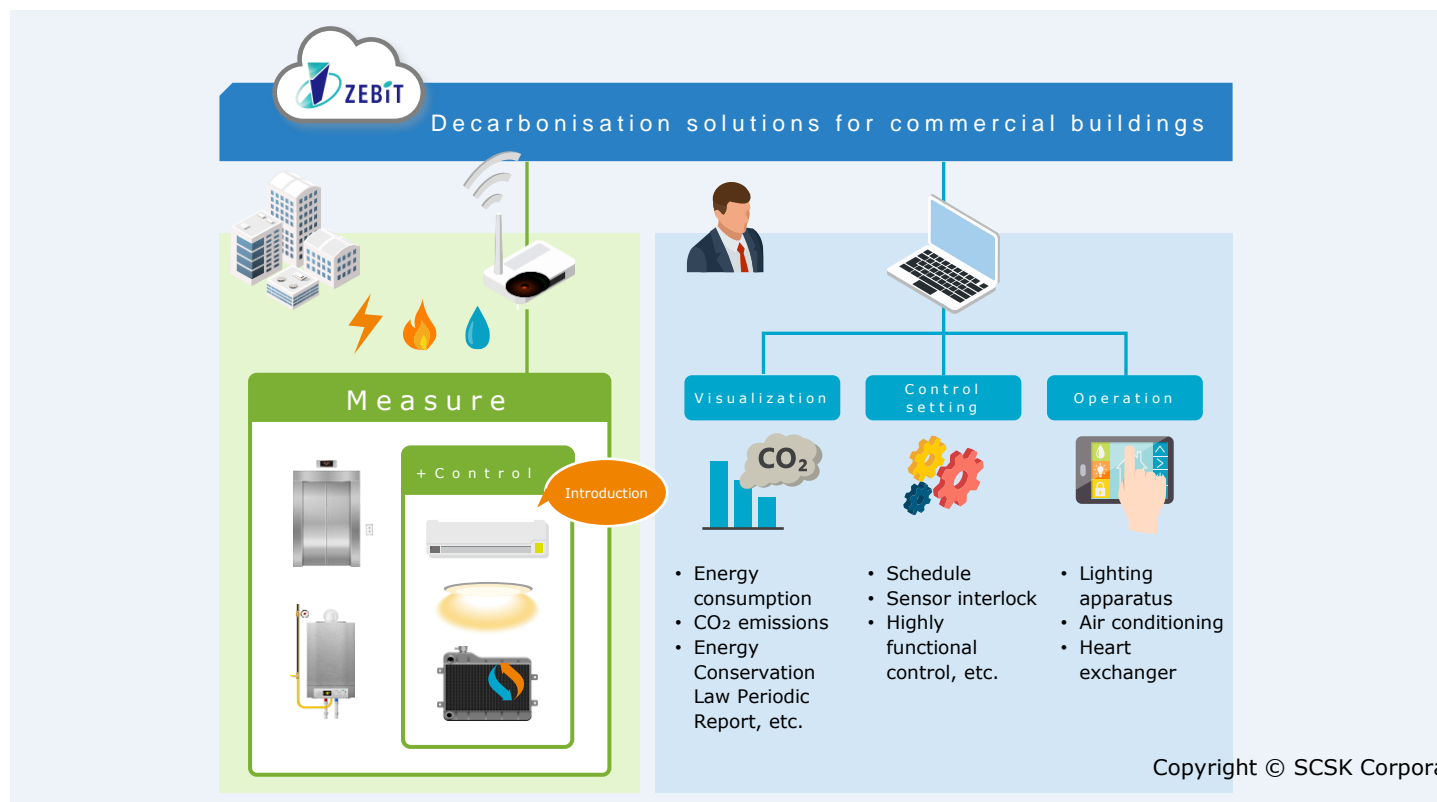 ZEBiT
Decarbonisation solutions for commercial buildings
Measure
+Control
Introduction
Visualization
Control
setting
Operation
CO₂
• Energy
consumption
• CO₂ emissions
• Energy
Conservation
Law Periodic
Report, etc.
• Schedule
• Sensor interlock
• Highly
functional
control, etc.
• Lighting
apparatus
• Air conditioning
• Heart
exchanger
Copyright © SCSK Corpora